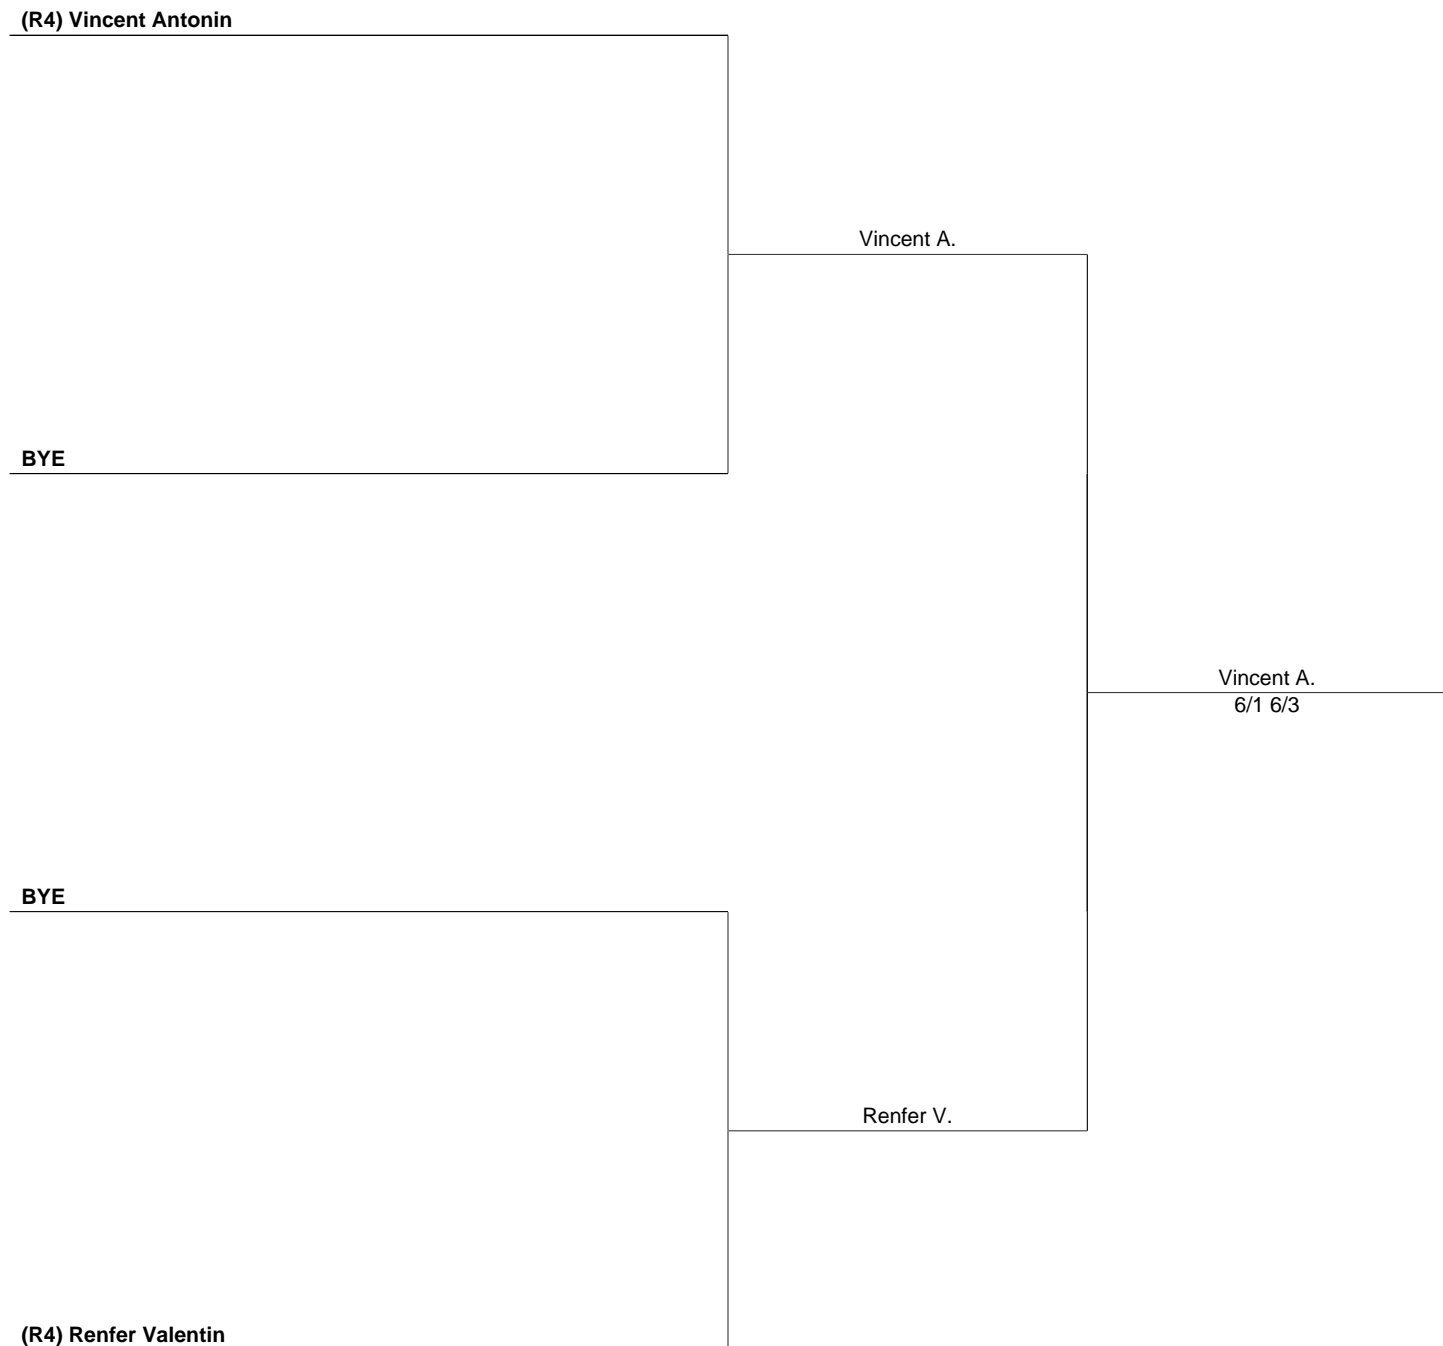 (R4) Vincent Antonin
Vincent A.
BYE
Vincent A.
6/1 6/3
BYE
Renfer V.
(R4) Renfer Valentin